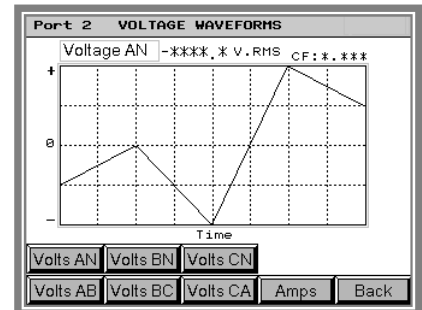 Port 2 VOLTAGE WAVEFORMS
Voltage AN -****.* V.RMS CF:*.***
+
0
-
Time
Volts AN Volts BN Volts CN
Volts AB Volts BC Volts CA Amps Back